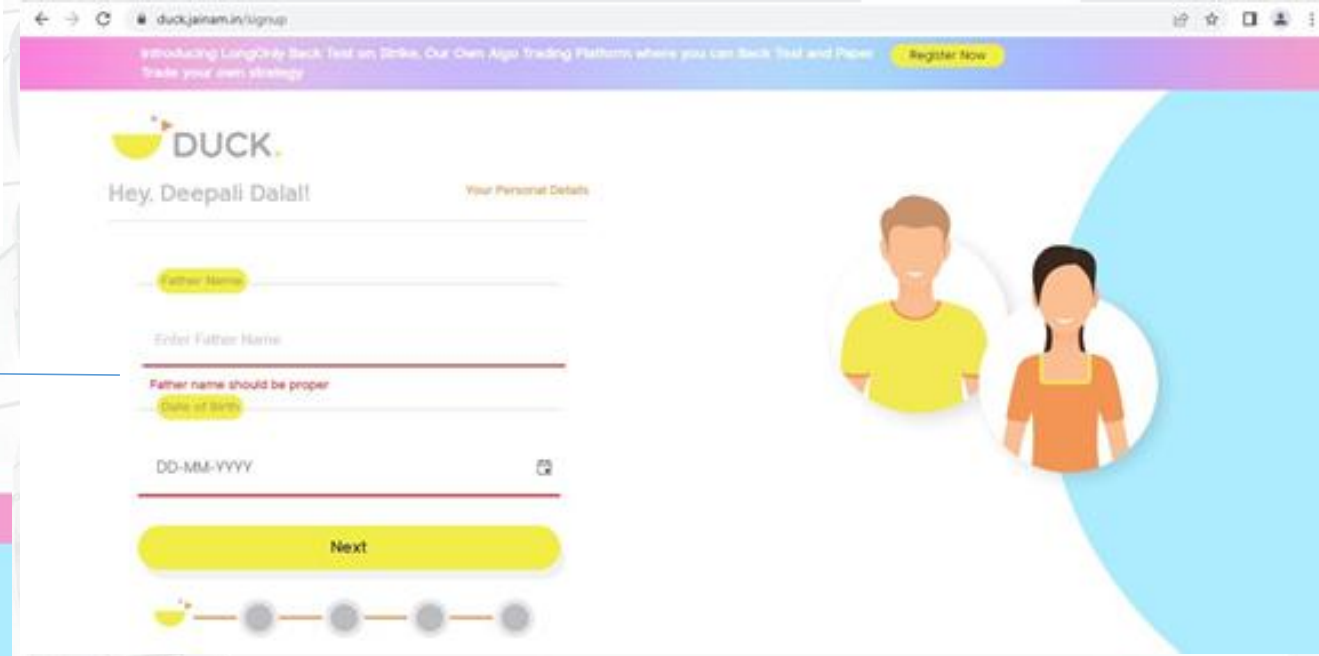 duck.jainam.in/signup
Introducing LongOnly Back Test on Strike, Our Own Algo Trading Platform where you can Back Test and Paper
Trade your own strategy
Register Now
DUCK.
Hey, Deepali Dalal!
Your Personal Details
Father Name
Enter Father Name
Father name should be proper
Date of Birth
DD-MM-YYYY
Next